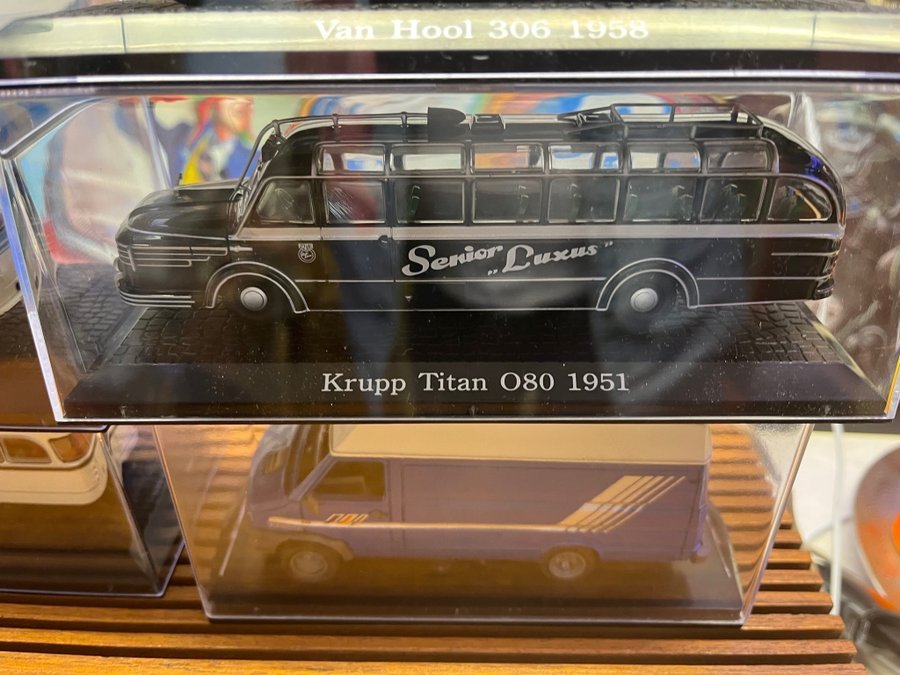 Van Hool 306 1958
Senior „Luxus"
Krupp Titan O80 1951